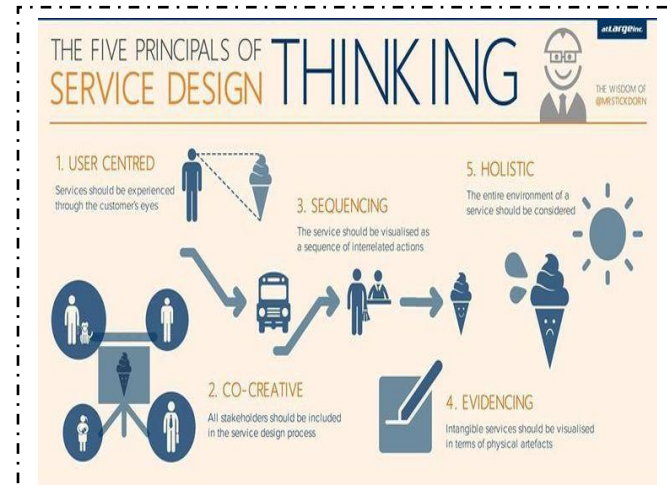 THE FIVE PRINCIPALS OF
SERVICE DESIGN
THINKING
atLargeinc.
THE WISDOM OF
@MRSTICKDORN
1. USER CENTRED
Services should be experienced
through the customer's eyes
2. CO-CREATIVE
All stakeholders should be included
in the service design process
3. SEQUENCING
The service should be visualised as
a sequence of interrelated actions
4. EVIDENCING
Intangible services should be visualised
in terms of physical artefacts
5. HOLISTIC
The entire environment of a
service should be considered